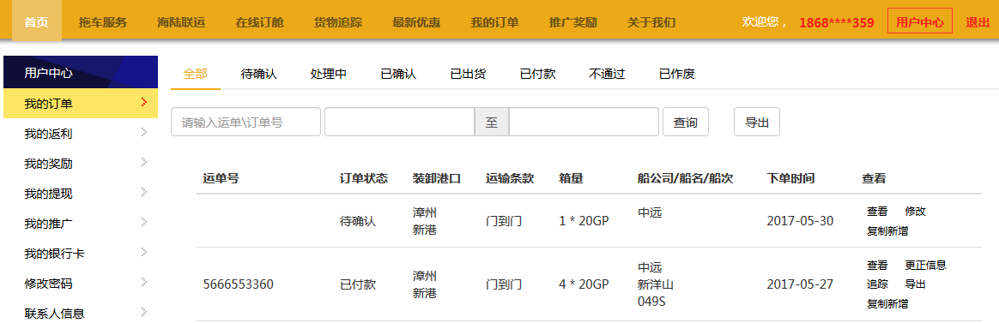 首页 拖车服务 海陆联运 在线订舱 货物追踪 最新优惠 我的订单 推广奖励 关于我们 欢迎您， 1868****359 用户中心 退出
用户中心
我的订单
我的返利
我的奖励
我的提现
我的推广
我的银行卡
修改密码
联系人信息
全部 待确认 处理中 已确认 已出货 已付款 不通过 已作废
请输入运单\订单号 至 查询 导出
运单号 订单状态 装卸港口 运输条款 箱量 船公司/船名/船次 下单时间 查看
待确认 漳州 门到门 1 * 20GP 中远 2017-05-30 查看 修改
新港 复制新增
5666553360 已付款 漳州 门到门 4 * 20GP 中远 2017-05-27 查看 更正信息
新港 新洋山 追踪 导出
049S 复制新增